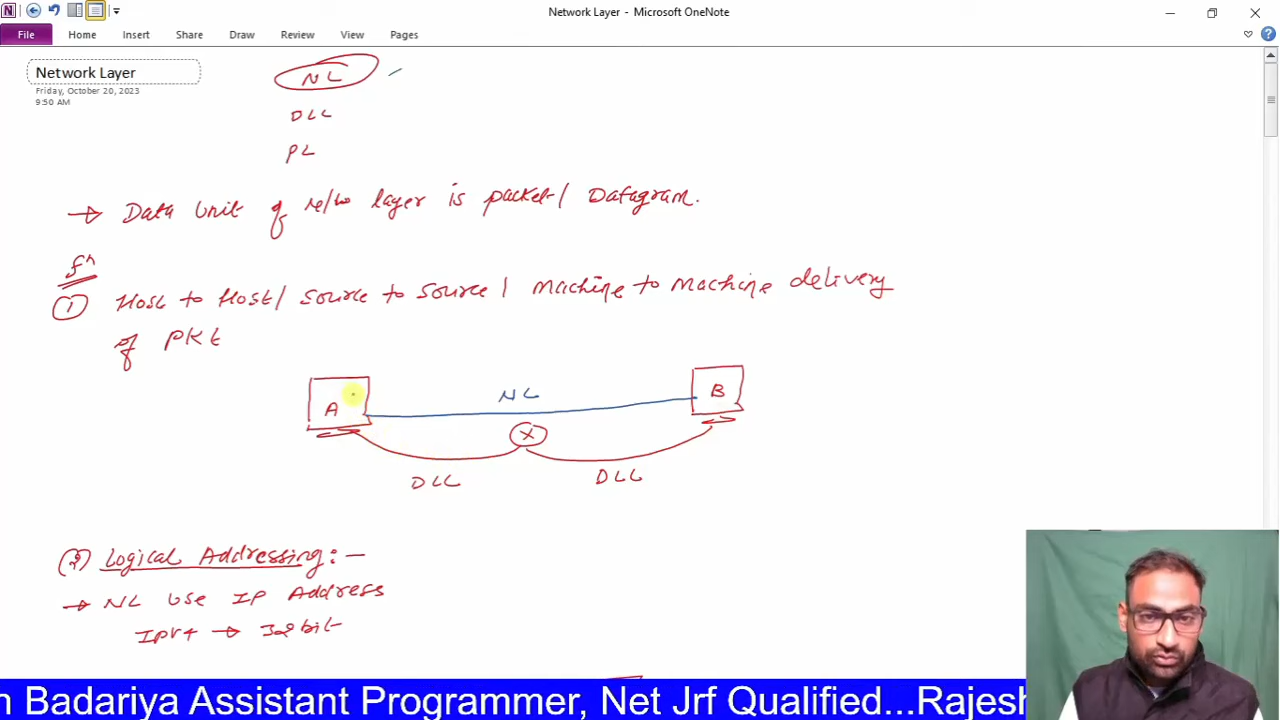 Network Layer - Microsoft OneNote
File Home Insert Share Draw Review View Pages
Network Layer
Friday, October 20, 2023
9:50 AM
NL
DLL
PL
→ Data Unit of n/w layer is packet/ Datagram.
fn
① Host to Host/ Source to Source / machine to machine delivery
of PKt
A NL B
X
DLL DLL
(2) Logical Addressing:-
→ NL Use IP Address
IPv4 → 32 bit
n Badariya Assistant Programmer, Net Jrf Qualified...Rajesh